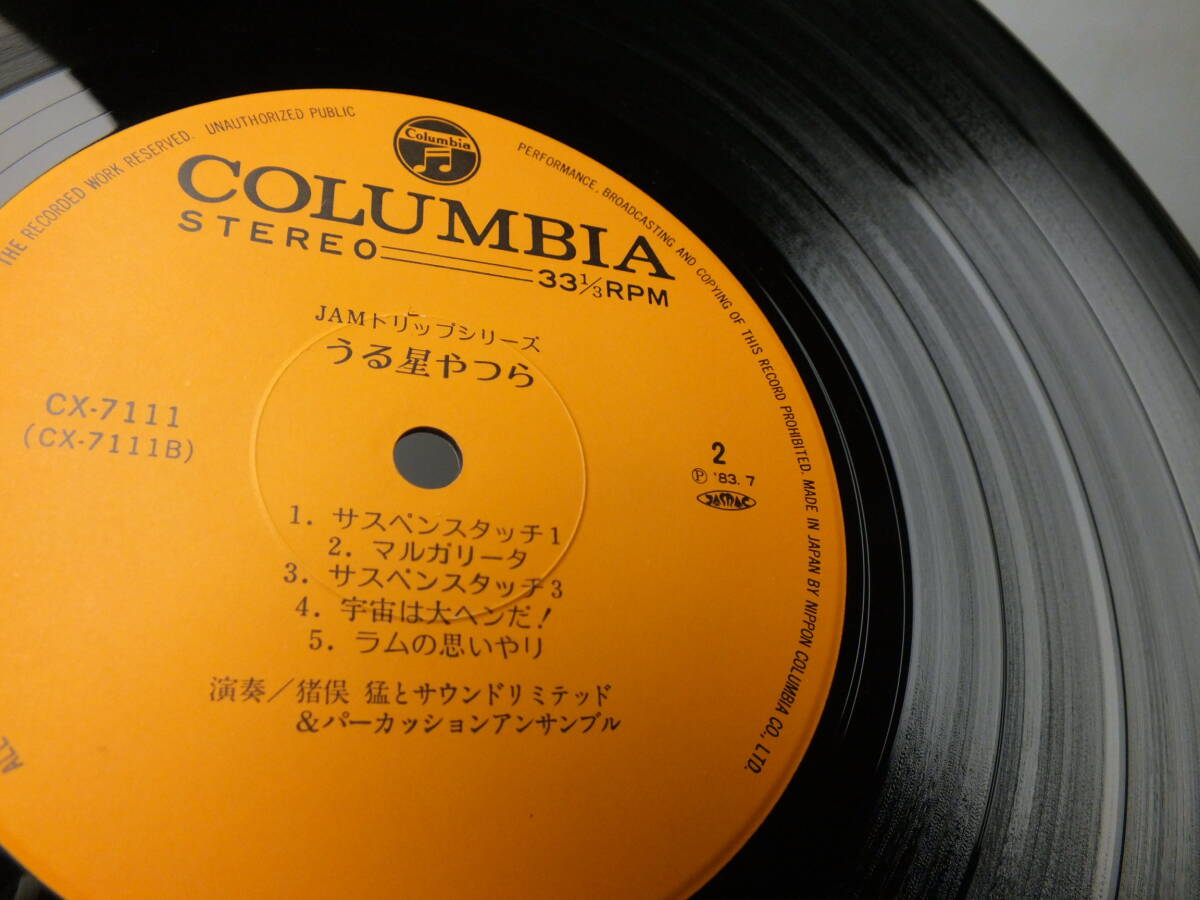 ALL
THE RECORDED WORK RESERVED. UNAUTHORIZED PUBLIC
PERFORMANCE, BROADCASTING AND COPYING OF THIS RECORD PROHIBITED. MADE IN JAPAN BY NIPPON COLUMBIA CO., LTD.
Columbia
COLUMBIA
STEREO 33 1/3 RPM
JAMトリップシリーズ
うる星やつら
CX-7111
(CX-7111B)
2
Ⓟ '83. 7
JASRAC
1. サスペンスタッチ1
2. マルガリータ
3. サスペンスタッチ3
4. 宇宙は大ヘンだ!
5. ラムの思いやり
演奏/猪俣 猛とサウンドリミテッド
&パーカッションアンサンブル